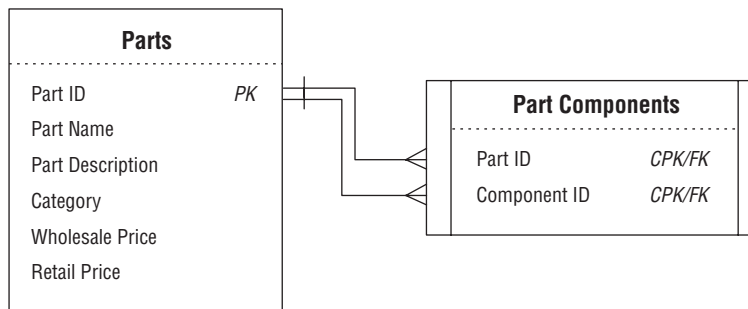 Parts
Part ID PK
Part Name
Part Description
Category
Wholesale Price
Retail Price
Part Components
Part ID CPK/FK
Component ID CPK/FK